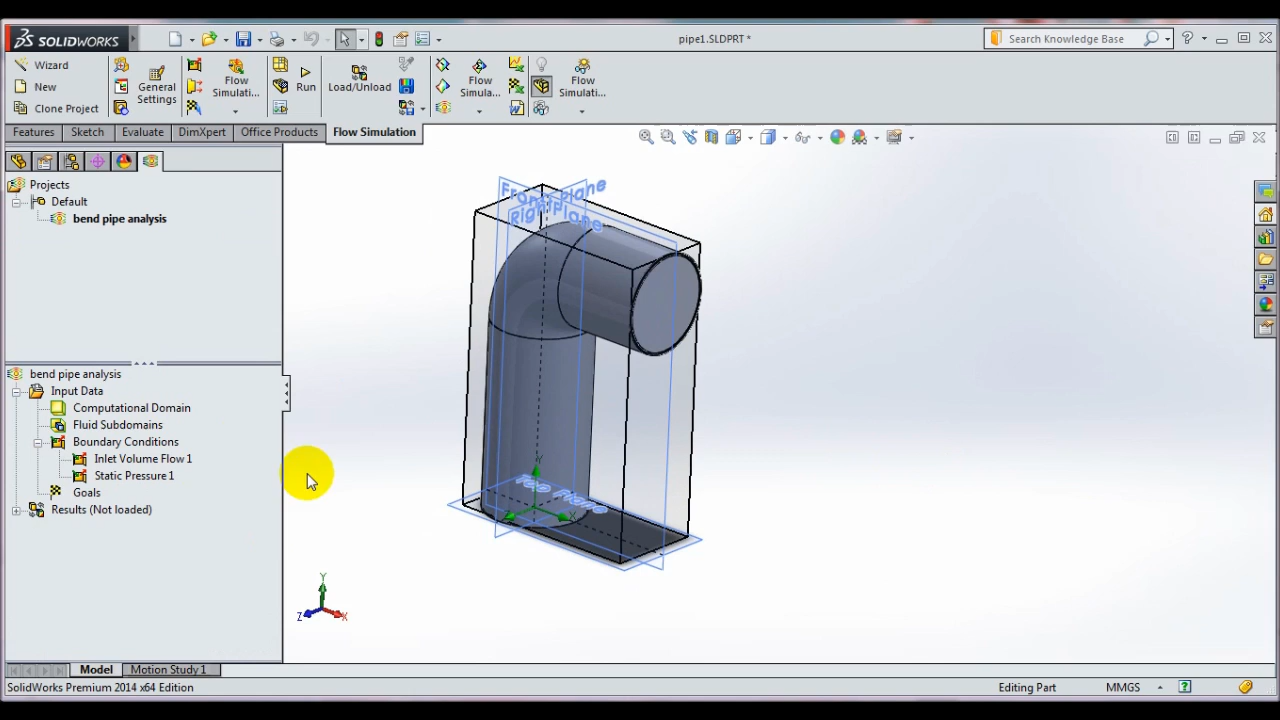 SOLIDWORKS
pipe1.SLDPRT *
Search Knowledge Base
Wizard
New
Clone Project
General Settings
Flow Simulati...
Run
Load/Unload
Flow Simula...
Flow Simulati...
Features
Sketch
Evaluate
DimXpert
Office Products
Flow Simulation
Projects
Default
bend pipe analysis
Front Plane
Right Plane
bend pipe analysis
Input Data
Computational Domain
Fluid Subdomains
Boundary Conditions
Inlet Volume Flow 1
Static Pressure 1
Goals
Results (Not loaded)
Y
Top Plane
Z
X
Y
Z
X
Model
Motion Study 1
SolidWorks Premium 2014 x64 Edition
Editing Part
MMGS